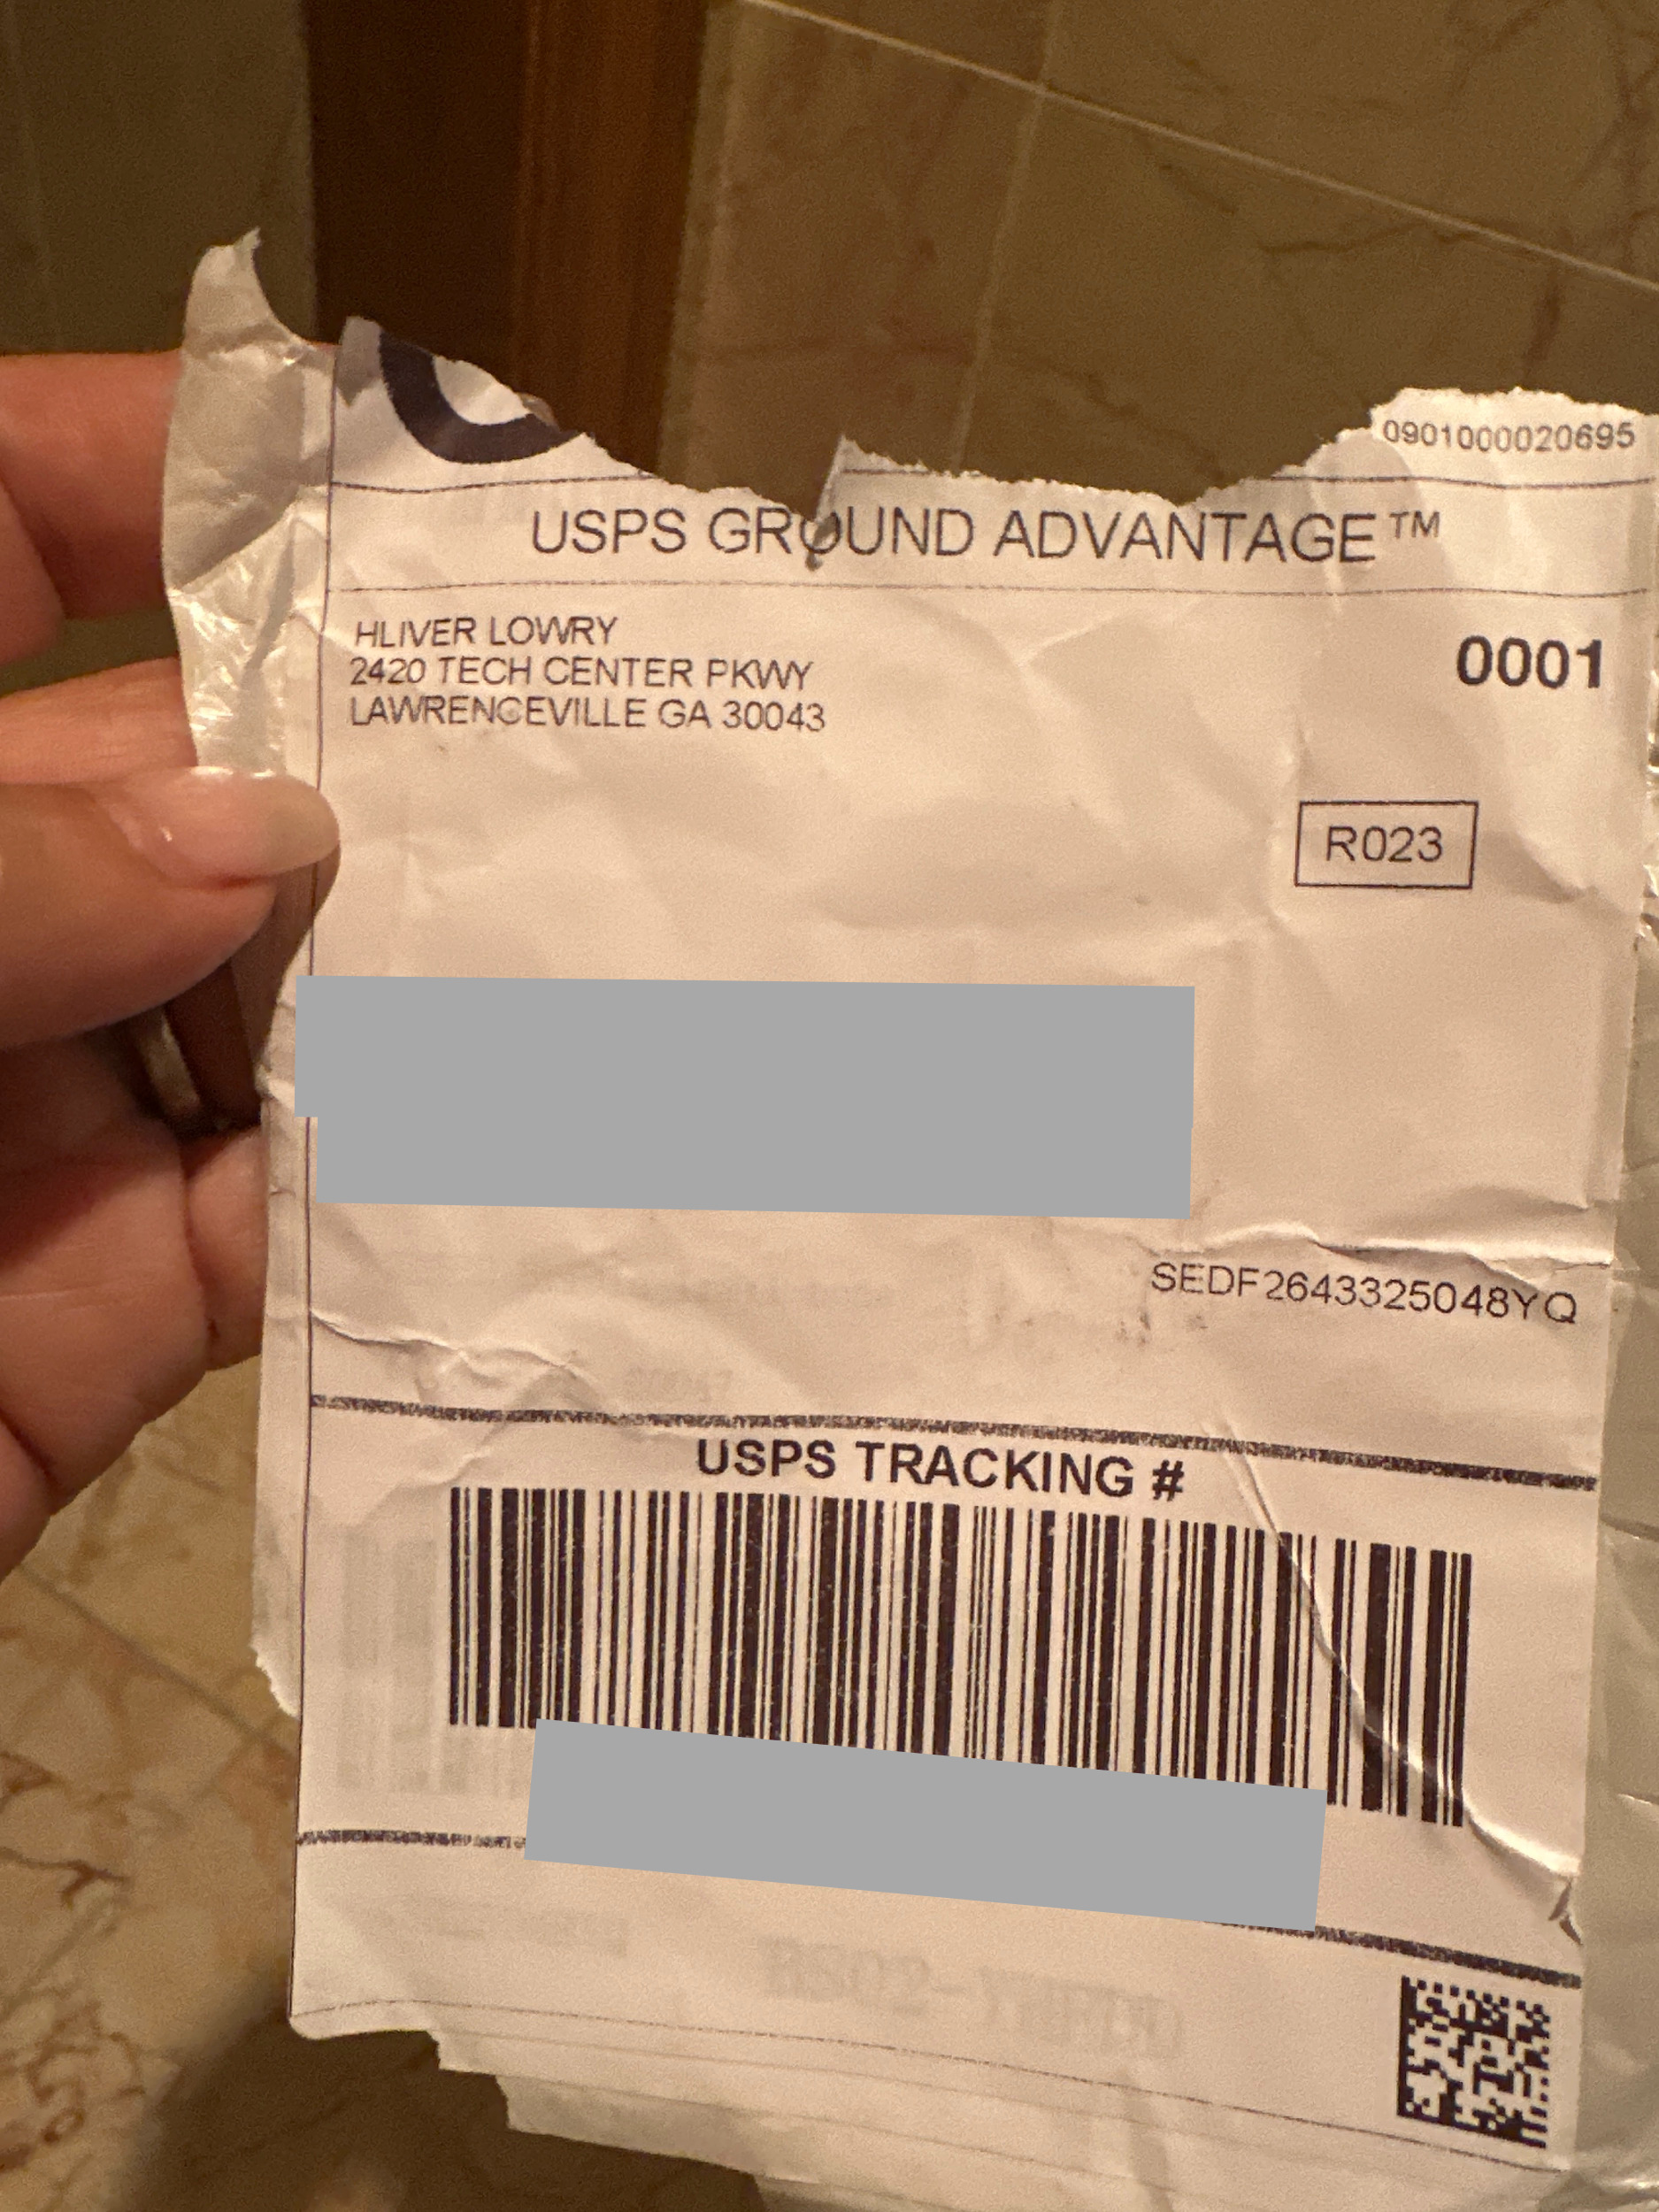 0901000020695
USPS GROUND ADVANTAGE™
HLIVER LOWRY
2420 TECH CENTER PKWY
LAWRENCEVILLE GA 30043
0001
R023
SEDF2643325048YQ
USPS TRACKING #